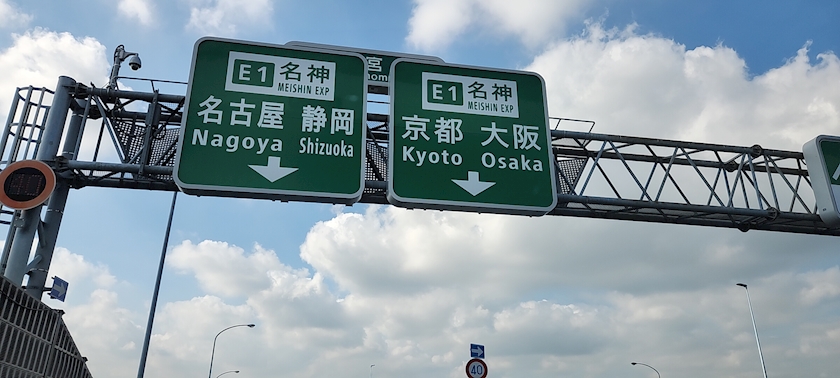 E1 名神
MEISHIN EXP
名古屋 静岡
Nagoya Shizuoka
E1 名神
MEISHIN EXP
京都 大阪
Kyoto Osaka
宮
40